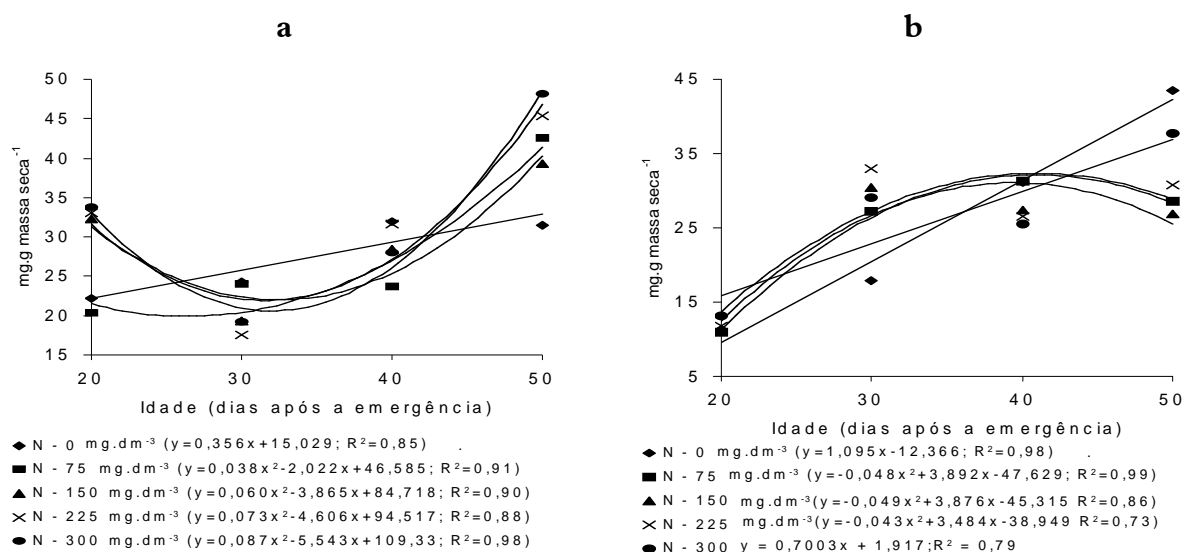 a
50
45
40
35
30
25
20
15
mg.g massa seca⁻¹
20 30 40 50
Idade (dias após a emergência)
N - 0 mg.dm⁻³ (y=0,356x+15,029; R²=0,85) .
N - 75 mg.dm⁻³ (y=0,038x²-2,022x+46,585; R²=0,91)
N - 150 mg.dm⁻³ (y=0,060x²-3,865x+84,718; R²=0,90)
N - 225 mg.dm⁻³ (y=0,073x²-4,606x+94,517; R²=0,88)
N - 300 mg.dm⁻³ (y=0,087x²-5,543x+109,33; R²=0,98)
b
45
35
25
15
5
mg.g massa seca⁻¹
20 30 40 50
Idade (dias após a emergência)
N - 0 mg.dm⁻³ (y=1,095x-12,366; R²=0,98) .
N - 75 mg.dm⁻³ (y=-0,048x²+3,892x-47,629; R²=0,99)
N - 150 mg.dm⁻³(y=-0,049x²+3,876x-45,315 R²=0,86)
N - 225 mg.dm⁻³(y=-0,043x²+3,484x-38,949 R²=0,73)
N - 300 y = 0,7003x + 1,917;R² = 0,79